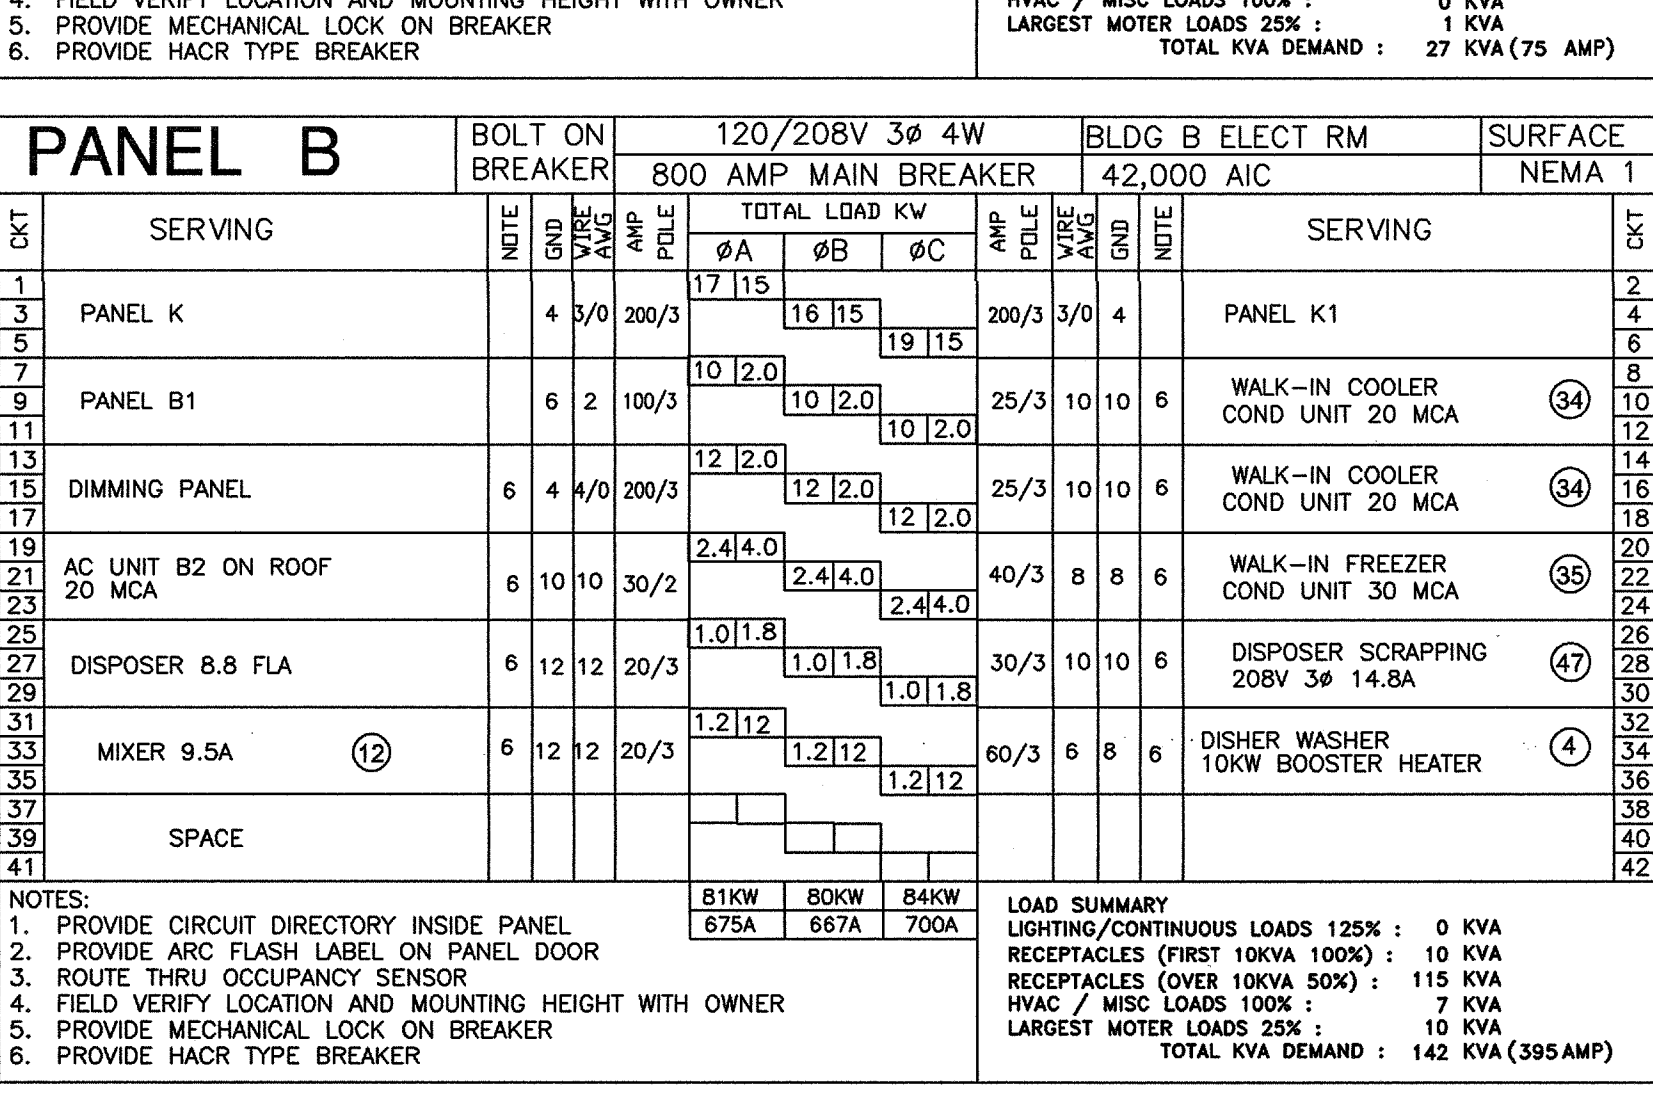 4. FIELD VERIFY LOCATION AND MOUNTING HEIGHT WITH OWNER
5. PROVIDE MECHANICAL LOCK ON BREAKER
6. PROVIDE HACR TYPE BREAKER
HVAC / MISC LOADS 100% : 0 KVA
LARGEST MOTER LOADS 25% : 1 KVA
TOTAL KVA DEMAND : 27 KVA (75 AMP)
PANEL B
BOLT ON
BREAKER
120/208V 3ø 4W
800 AMP MAIN BREAKER
BLDG B ELECT RM
42,000 AIC
SURFACE
NEMA 1
CKT SERVING NOTE GND WIRE AWG AMP POLE TOTAL LOAD KW AMP POLE WIRE AWG GND NOTE SERVING CKT
øA øB øC
1 17 15 2
3 PANEL K 4 3/0 200/3 16 15 200/3 3/0 4 PANEL K1 4
5 19 15 6
7 10 2.0 8
9 PANEL B1 6 2 100/3 10 2.0 25/3 10 10 6 WALK-IN COOLER COND UNIT 20 MCA 34 10
11 10 2.0 12
13 12 2.0 14
15 DIMMING PANEL 6 4 4/0 200/3 12 2.0 25/3 10 10 6 WALK-IN COOLER COND UNIT 20 MCA 34 16
17 12 2.0 18
19 2.4 4.0 20
21 AC UNIT B2 ON ROOF 20 MCA 6 10 10 30/2 2.4 4.0 40/3 8 8 6 WALK-IN FREEZER COND UNIT 30 MCA 35 22
23 2.4 4.0 24
25 1.0 1.8 26
27 DISPOSER 8.8 FLA 6 12 12 20/3 1.0 1.8 30/3 10 10 6 DISPOSER SCRAPPING 208V 3ø 14.8A 47 28
29 1.0 1.8 30
31 1.2 12 32
33 MIXER 9.5A 12 6 12 12 20/3 1.2 12 60/3 6 8 6 DISHER WASHER 10KW BOOSTER HEATER 4 34
35 1.2 12 36
37 38
39 SPACE 40
41 42
81KW 80KW 84KW
675A 667A 700A
NOTES:
1. PROVIDE CIRCUIT DIRECTORY INSIDE PANEL
2. PROVIDE ARC FLASH LABEL ON PANEL DOOR
3. ROUTE THRU OCCUPANCY SENSOR
4. FIELD VERIFY LOCATION AND MOUNTING HEIGHT WITH OWNER
5. PROVIDE MECHANICAL LOCK ON BREAKER
6. PROVIDE HACR TYPE BREAKER
LOAD SUMMARY
LIGHTING/CONTINUOUS LOADS 125% : 0 KVA
RECEPTACLES (FIRST 10KVA 100%) : 10 KVA
RECEPTACLES (OVER 10KVA 50%) : 115 KVA
HVAC / MISC LOADS 100% : 7 KVA
LARGEST MOTER LOADS 25% : 10 KVA
TOTAL KVA DEMAND : 142 KVA (395 AMP)